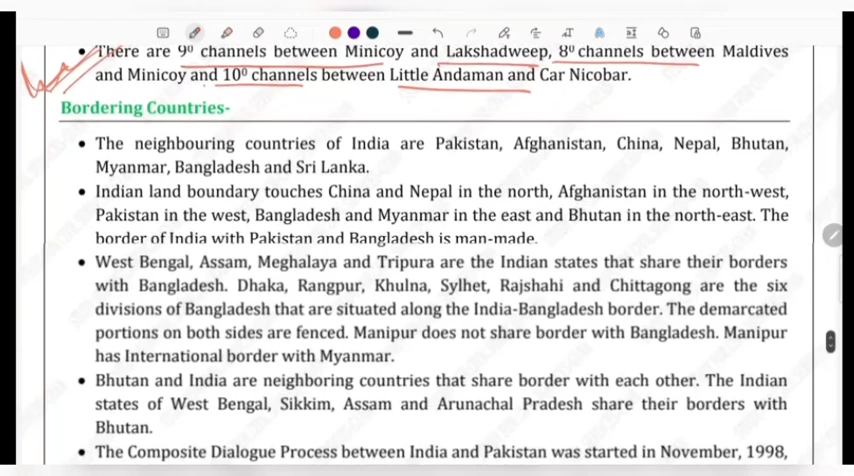 • There are 9⁰ channels between Minicoy and Lakshadweep, 8⁰ channels between Maldives
and Minicoy and 10⁰ channels between Little Andaman and Car Nicobar.
Bordering Countries-
• The neighbouring countries of India are Pakistan, Afghanistan, China, Nepal, Bhutan,
Myanmar, Bangladesh and Sri Lanka.
• Indian land boundary touches China and Nepal in the north, Afghanistan in the north-west,
Pakistan in the west, Bangladesh and Myanmar in the east and Bhutan in the north-east. The
border of India with Pakistan and Bangladesh is man-made.
• West Bengal, Assam, Meghalaya and Tripura are the Indian states that share their borders
with Bangladesh. Dhaka, Rangpur, Khulna, Sylhet, Rajshahi and Chittagong are the six
divisions of Bangladesh that are situated along the India-Bangladesh border. The demarcated
portions on both sides are fenced. Manipur does not share border with Bangladesh. Manipur
has International border with Myanmar.
• Bhutan and India are neighboring countries that share border with each other. The Indian
states of West Bengal, Sikkim, Assam and Arunachal Pradesh share their borders with
Bhutan.
• The Composite Dialogue Process between India and Pakistan was started in November, 1998,